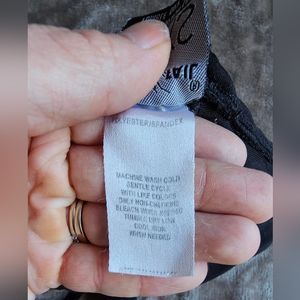 POLYESTER/SPANDEX
MACHINE WASH COLD
GENTLE CYCLE
WITH LIKE COLORS
ONLY NON-CHLORINE
BLEACH WHEN NEEDED
TUMBLE DRY LOW
COOL IRON
WHEN NEEDED